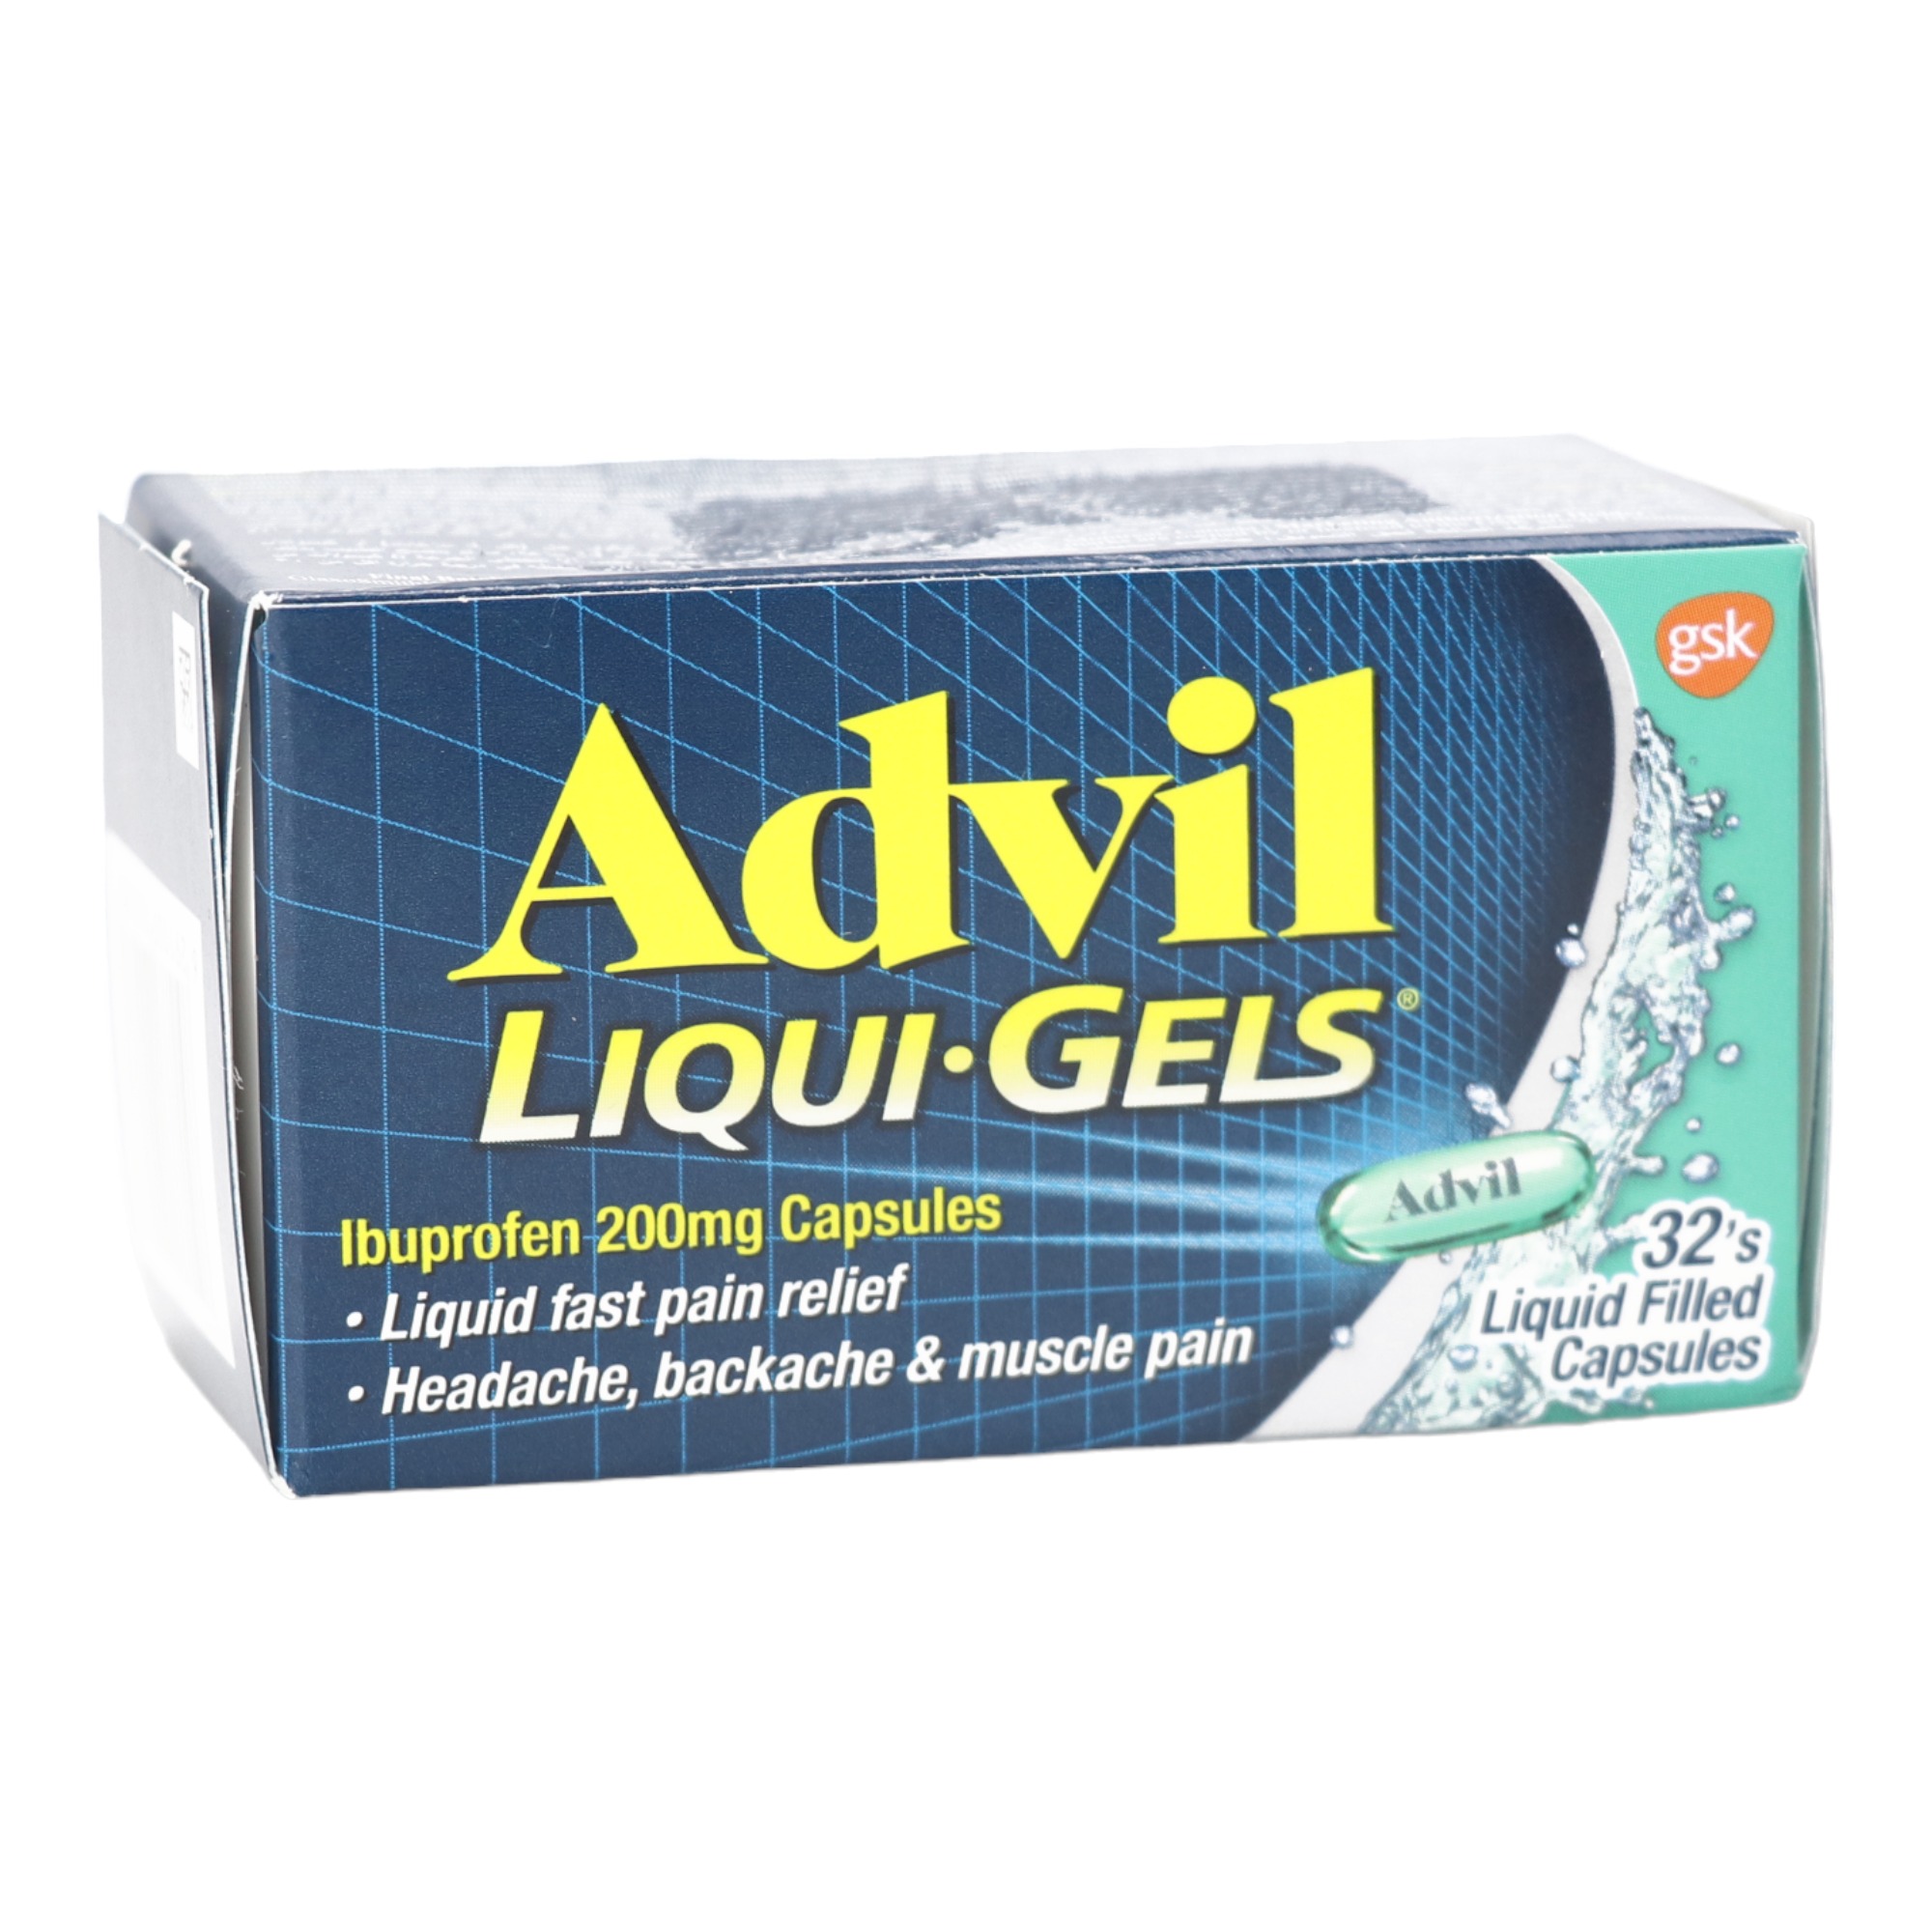 gsk
Advil
LIQUI·GELS®
Advil
Ibuprofen 200mg Capsules
• Liquid fast pain relief
• Headache, backache & muscle pain
32's
Liquid Filled
Capsules